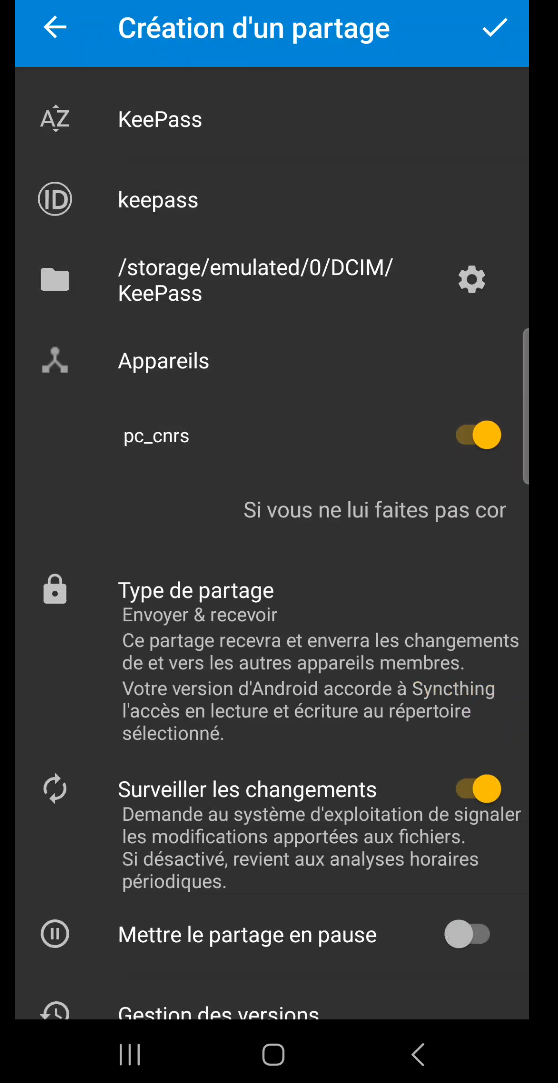 Création d'un partage
AZ
KeePass
ID
keepass
/storage/emulated/0/DCIM/
KeePass
Appareils
pc_cnrs
Si vous ne lui faites pas cor
Type de partage
Envoyer & recevoir
Ce partage recevra et enverra les changements
de et vers les autres appareils membres.
Votre version d'Android accorde à Syncthing
l'accès en lecture et écriture au répertoire
sélectionné.
Surveiller les changements
Demande au système d'exploitation de signaler
les modifications apportées aux fichiers.
Si désactivé, revient aux analyses horaires
périodiques.
Mettre le partage en pause
Gestion des versions